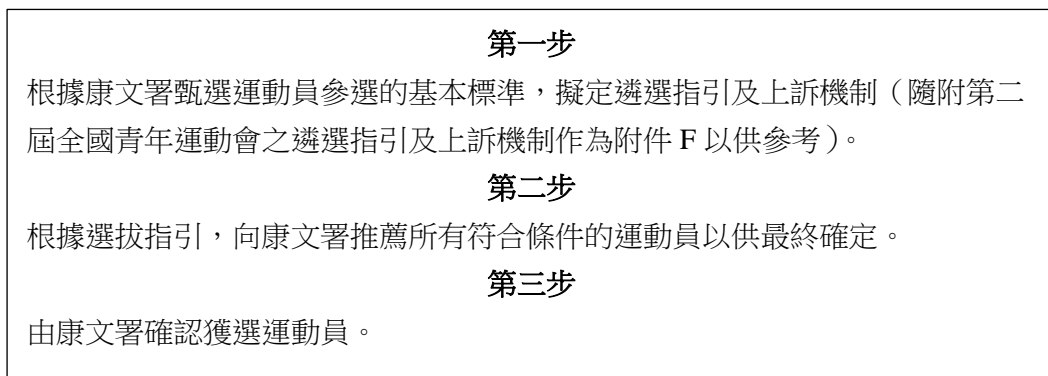 第一步
根據康文署甄選運動員參選的基本標準，擬定遴選指引及上訴機制（隨附第二
屆全國青年運動會之遴選指引及上訴機制作為附件 F 以供參考）。
第二步
根據選拔指引，向康文署推薦所有符合條件的運動員以供最終確定。
第三步
由康文署確認獲選運動員。